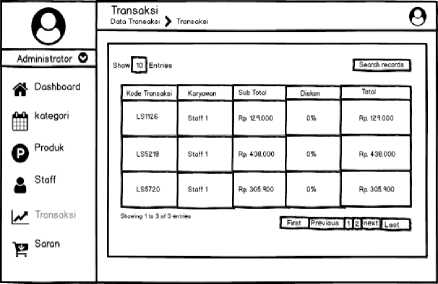 Transaksi
Data Transaksi Transaksi
Administrator
Dashboard
kategori
Produk
Staff
Transaksi
Saran
Show 10 Entries
Search records
Kode Transaksi Karyawan Sub Total Diskon Total
LS1126 Staff 1 Rp. 129.000 0% Rp. 129.000
LS5218 Staff 1 Rp. 438.000 0% Rp. 438.000
LS5720 Staff 1 Rp. 305.900 0% Rp. 305.900
Showing 1 to 3 of 3 entries
First Previous 1 2 next Last